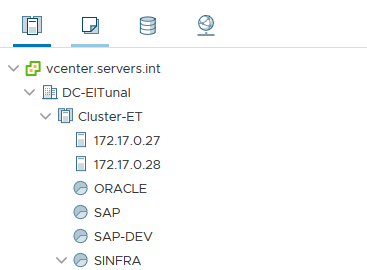 vcenter.servers.int
DC-ElTunal
Cluster-ET
172.17.0.27
172.17.0.28
ORACLE
SAP
SAP-DEV
SINFRA